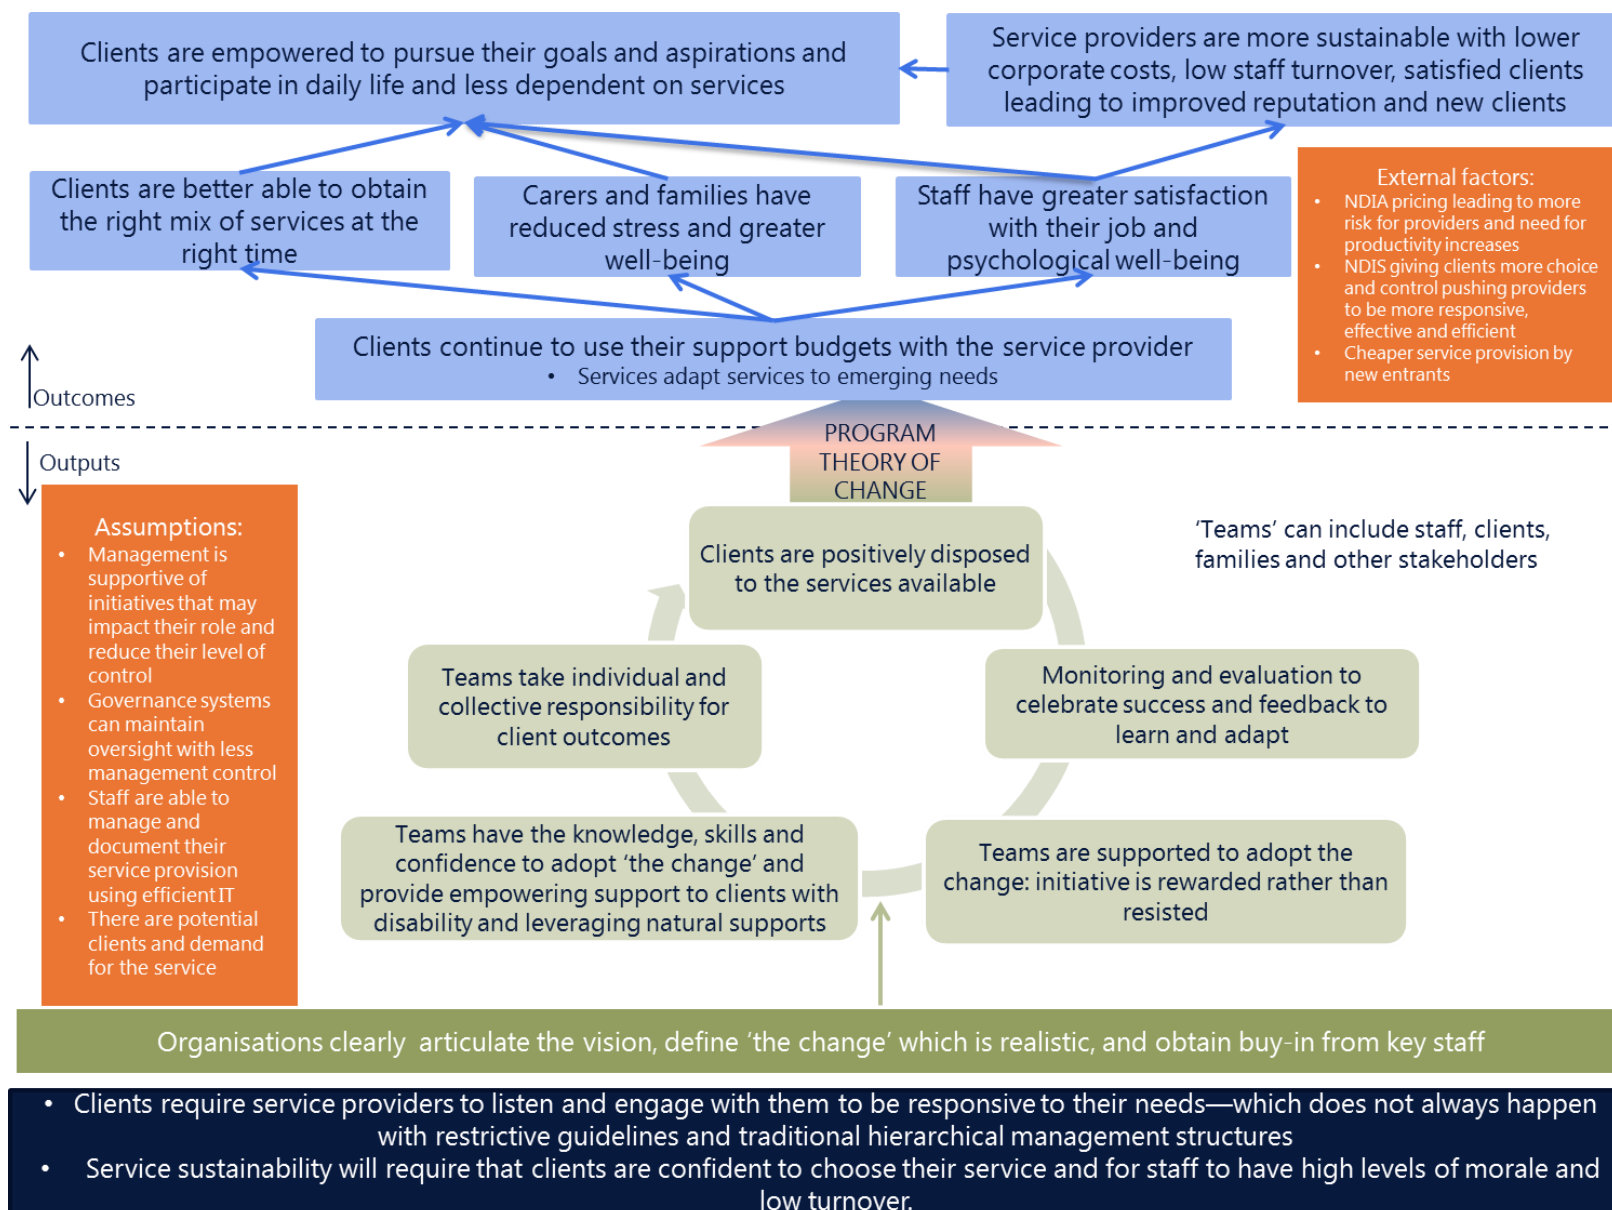 Clients are empowered to pursue their goals and aspirations and
participate in daily life and less dependent on services
Service providers are more sustainable with lower
corporate costs, low staff turnover, satisfied clients
leading to improved reputation and new clients
Clients are better able to obtain
the right mix of services at the
right time
Carers and families have
reduced stress and greater
well-being
Staff have greater satisfaction
with their job and
psychological well-being
External factors:
• NDIA pricing leading to more
risk for providers and need for
productivity increases
• NDIS giving clients more choice
and control pushing providers
to be more responsive,
effective and efficient
• Cheaper service provision by
new entrants
Clients continue to use their support budgets with the service provider
• Services adapt services to emerging needs
Outcomes
Outputs
PROGRAM
THEORY OF
CHANGE
Assumptions:
• Management is
supportive of
initiatives that may
impact their role and
reduce their level of
control
• Governance systems
can maintain
oversight with less
management control
• Staff are able to
manage and
document their
service provision
using efficient IT
• There are potential
clients and demand
for the service
Clients are positively disposed
to the services available
'Teams' can include staff, clients,
families and other stakeholders
Teams take individual and
collective responsibility for
client outcomes
Monitoring and evaluation to
celebrate success and feedback to
learn and adapt
Teams have the knowledge, skills and
confidence to adopt 'the change' and
provide empowering support to clients with
disability and leveraging natural supports
Teams are supported to adopt the
change: initiative is rewarded rather than
resisted
Organisations clearly articulate the vision, define 'the change' which is realistic, and obtain buy-in from key staff
• Clients require service providers to listen and engage with them to be responsive to their needs—which does not always happen
with restrictive guidelines and traditional hierarchical management structures
• Service sustainability will require that clients are confident to choose their service and for staff to have high levels of morale and
low turnover.